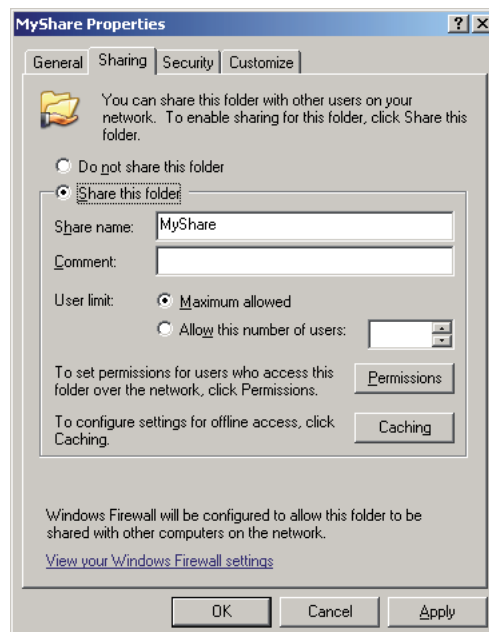 MyShare Properties
General Sharing Security Customize
You can share this folder with other users on your
network. To enable sharing for this folder, click Share this
folder.
Do not share this folder
Share this folder
Share name: MyShare
Comment:
User limit: Maximum allowed
Allow this number of users:
To set permissions for users who access this
folder over the network, click Permissions.
Permissions
To configure settings for offline access, click
Caching.
Caching
Windows Firewall will be configured to allow this folder to be
shared with other computers on the network.
View your Windows Firewall settings
OK Cancel Apply